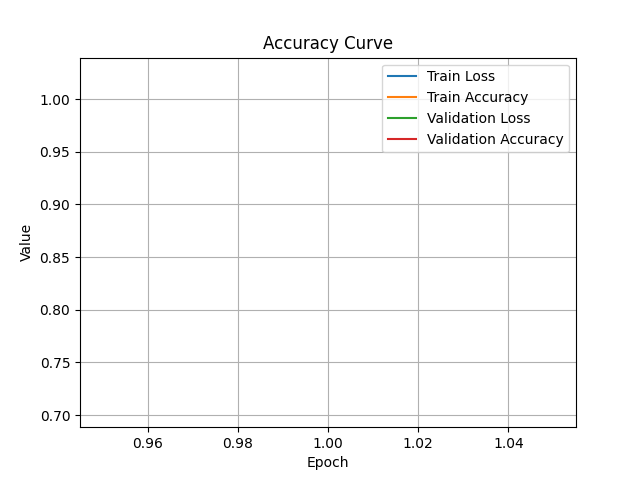 Accuracy Curve
Train Loss
Train Accuracy
Validation Loss
Validation Accuracy
1.00
0.95
0.90
0.85
0.80
0.75
0.70
Value
0.96 0.98 1.00 1.02 1.04
Epoch